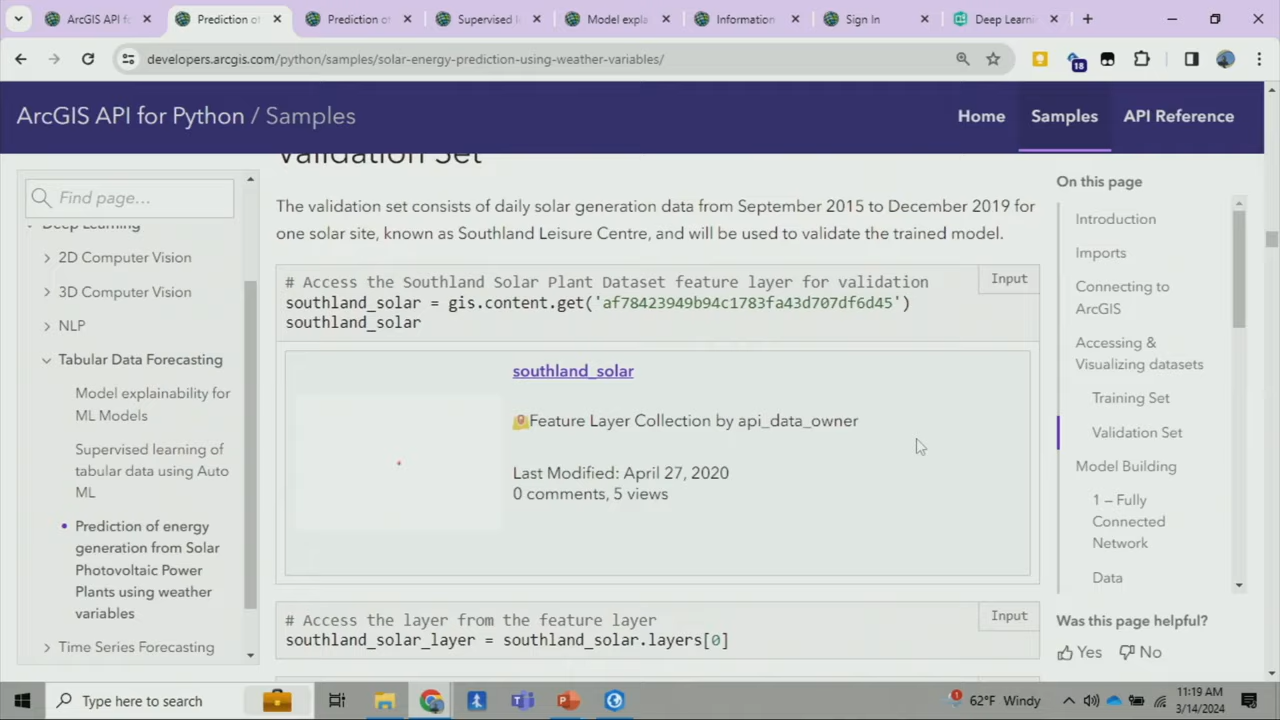 ArcGIS API f
Prediction of
Prediction of
Supervised l
Model expla
Information
Sign In
Deep Learni
developers.arcgis.com/python/samples/solar-energy-prediction-using-weather-variables/
18
ArcGIS API for Python / Samples
Home
Samples
API Reference
Find page...
Deep Learning
2D Computer Vision
3D Computer Vision
NLP
Tabular Data Forecasting
Model explainability for
ML Models
Supervised learning of
tabular data using Auto
ML
Prediction of energy
generation from Solar
Photovoltaic Power
Plants using weather
variables
Time Series Forecasting
Validation Set
The validation set consists of daily solar generation data from September 2015 to December 2019 for
one solar site, known as Southland Leisure Centre, and will be used to validate the trained model.
Input
# Access the Southland Solar Plant Dataset feature layer for validation
southland_solar = gis.content.get('af78423949b94c1783fa43d707df6d45')
southland_solar
southland_solar
Feature Layer Collection by api_data_owner
Last Modified: April 27, 2020
0 comments, 5 views
Input
# Access the layer from the feature layer
southland_solar_layer = southland_solar.layers[0]
On this page
Introduction
Imports
Connecting to
ArcGIS
Accessing &
Visualizing datasets
Training Set
Validation Set
Model Building
1 – Fully
Connected
Network
Data
Was this page helpful?
Yes
No
Type here to search
1
62°F Windy
11:19 AM
3/14/2024